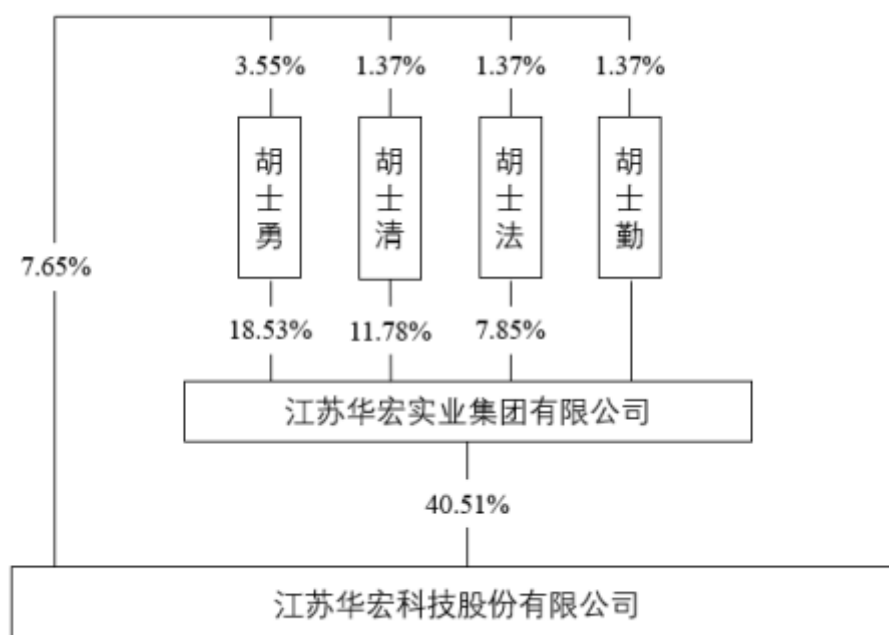 3.55% 1.37% 1.37% 1.37%
胡士勇 胡士清 胡士法 胡士勤
7.65%
18.53% 11.78% 7.85%
江苏华宏实业集团有限公司
40.51%
江苏华宏科技股份有限公司